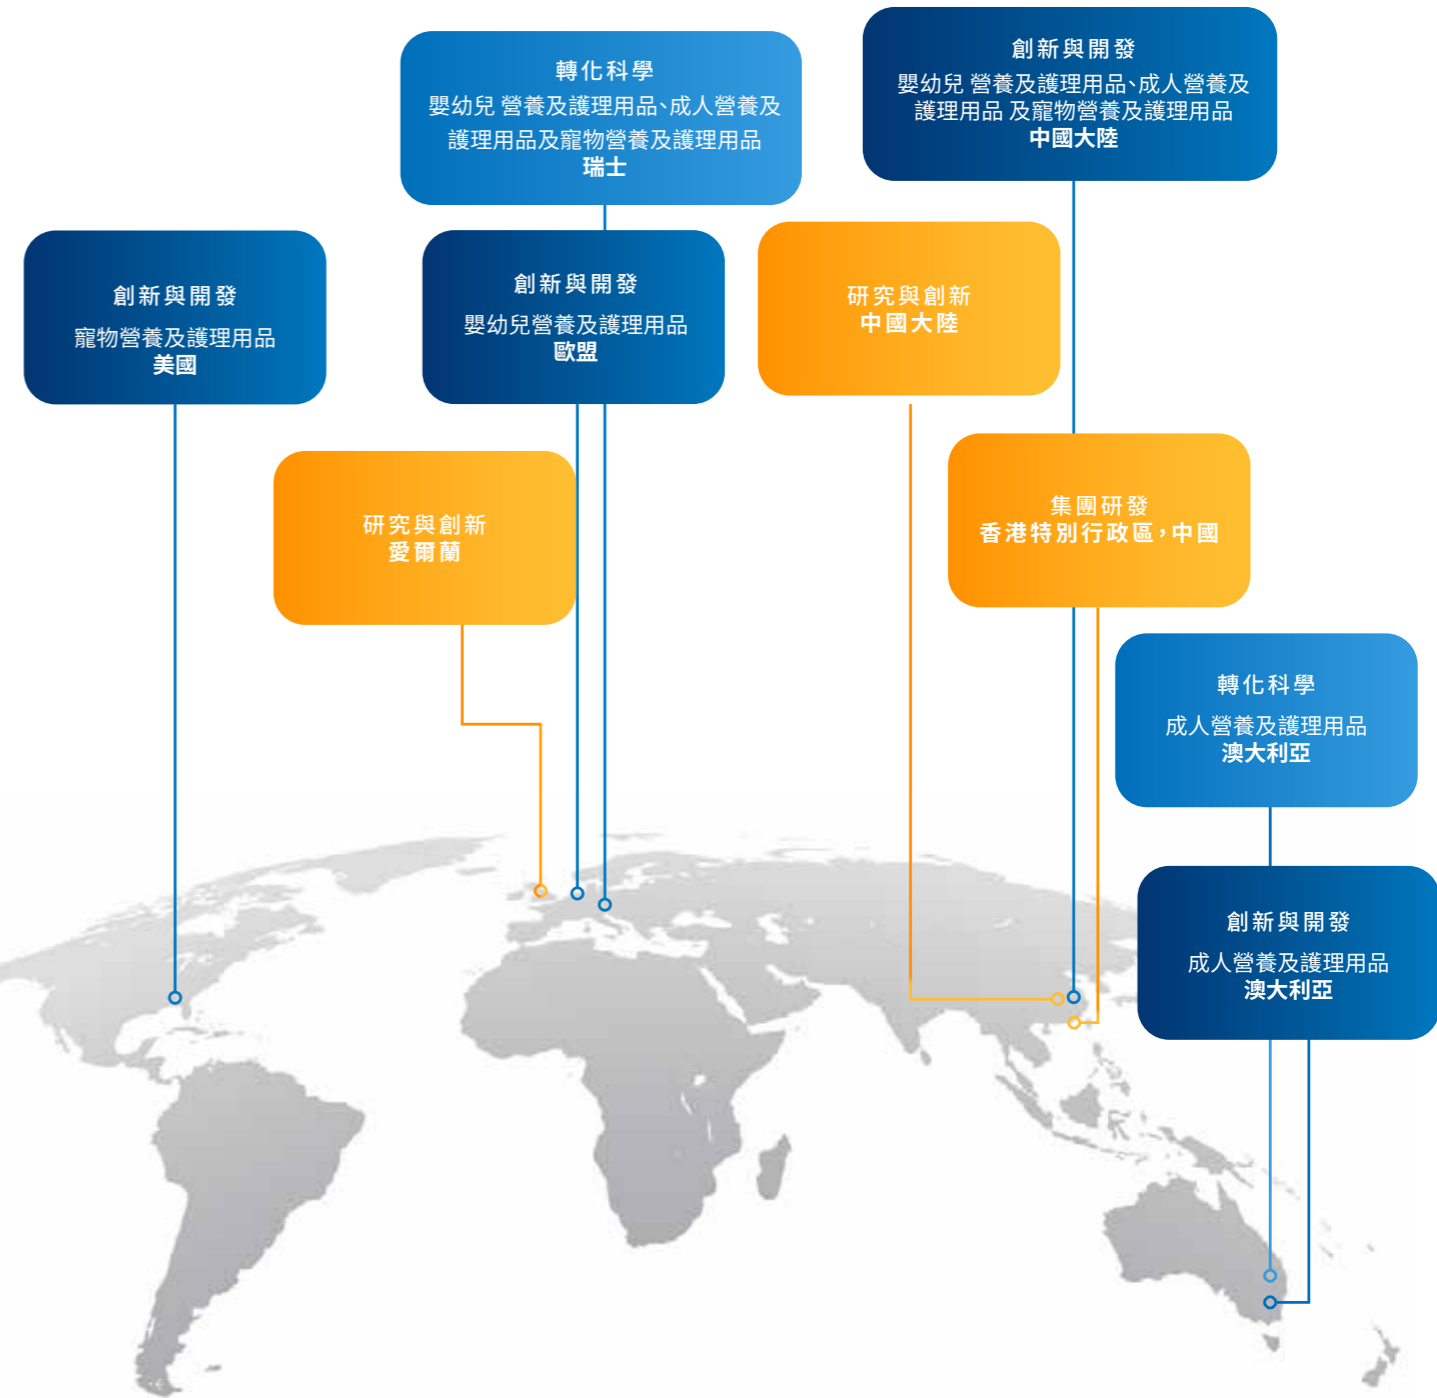 轉化科學
嬰幼兒 營養及護理用品、成人營養及
護理用品及寵物營養及護理用品
瑞士
創新與開發
嬰幼兒 營養及護理用品、成人營養及
護理用品 及寵物營養及護理用品
中國大陸
創新與開發
寵物營養及護理用品
美國
創新與開發
嬰幼兒營養及護理用品
歐盟
研究與創新
中國大陸
研究與創新
愛爾蘭
集團研發
香港特別行政區，中國
轉化科學
成人營養及護理用品
澳大利亞
創新與開發
成人營養及護理用品
澳大利亞